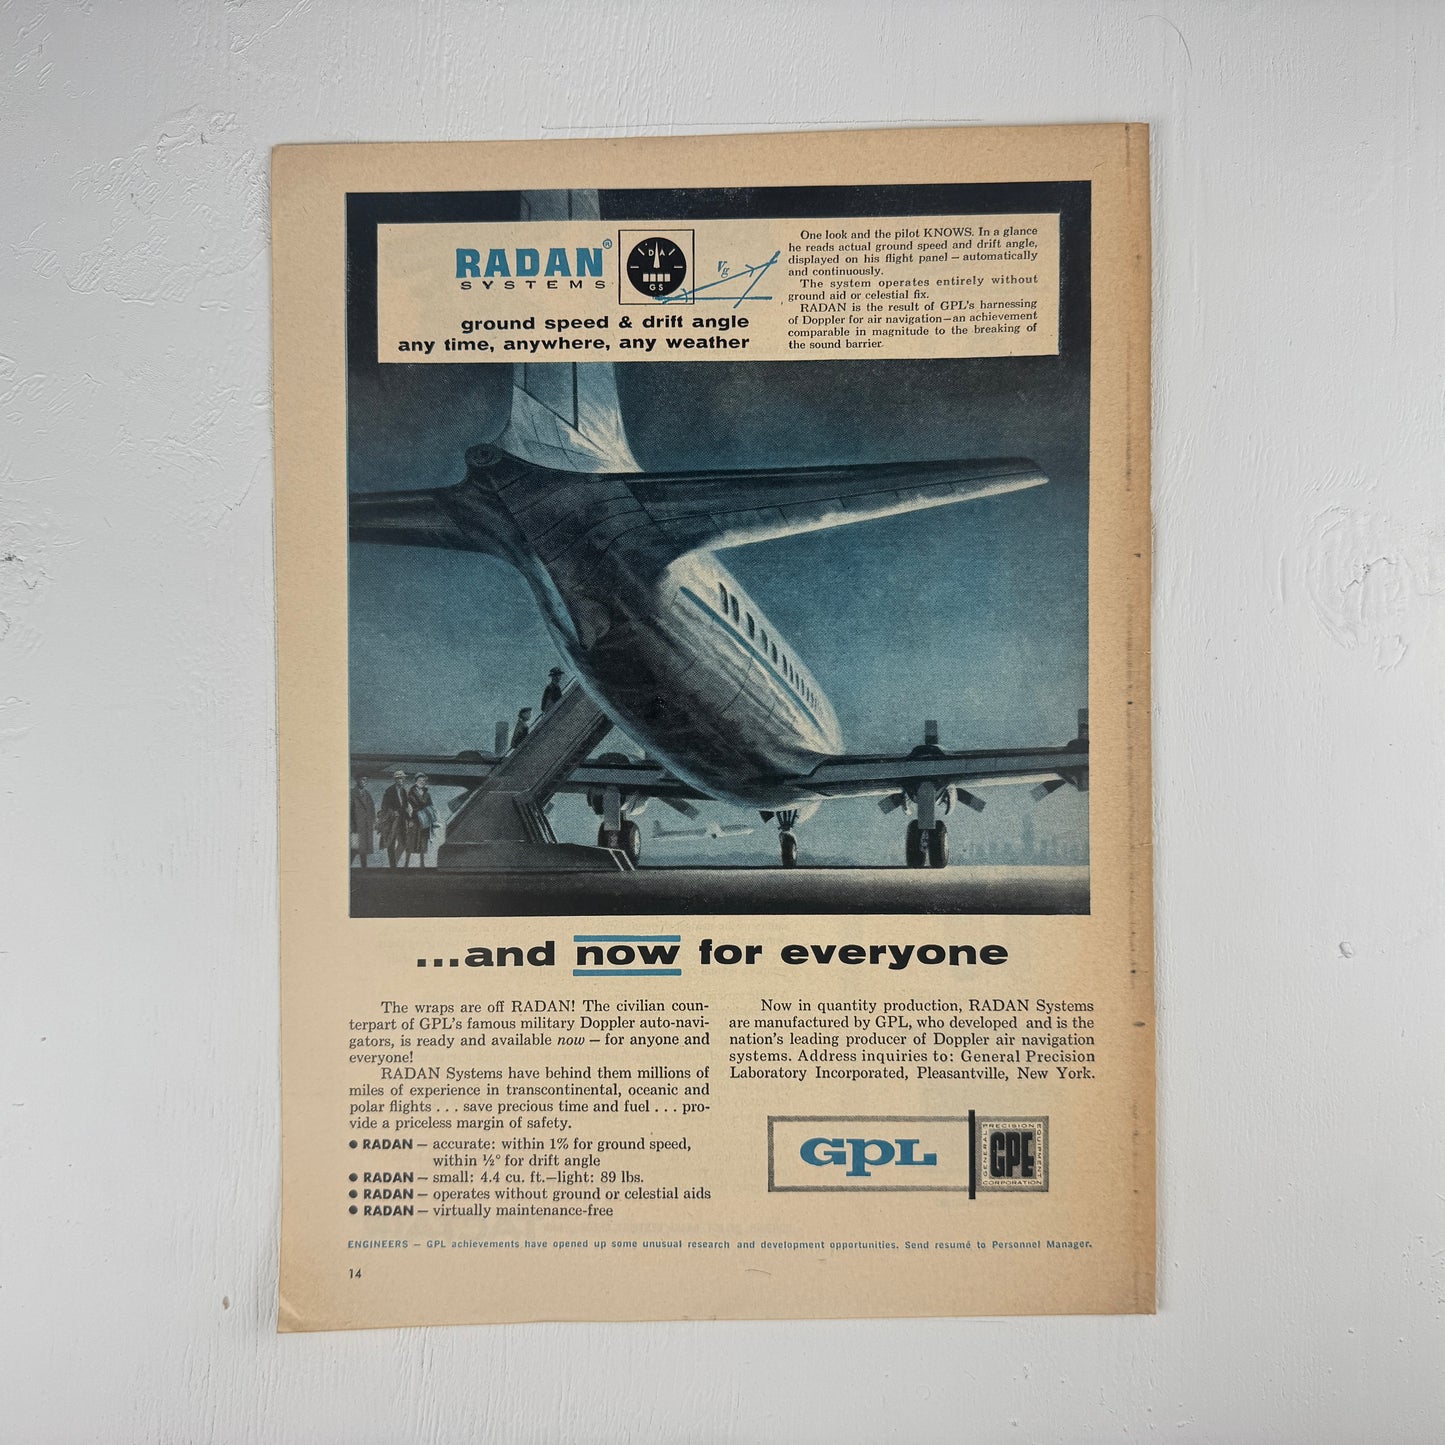 RADAN®
SYSTEMS
DA
GS
Vg
ground speed & drift angle
any time, anywhere, any weather
One look and the pilot KNOWS. In a glance
he reads actual ground speed and drift angle,
displayed on his flight panel – automatically
and continuously.
The system operates entirely without
ground aid or celestial fix.
RADAN is the result of GPL's harnessing
of Doppler for air navigation—an achievement
comparable in magnitude to the breaking of
the sound barrier.
...and now for everyone
The wraps are off RADAN! The civilian coun-
terpart of GPL's famous military Doppler auto-navi-
gators, is ready and available now – for anyone and
everyone!
RADAN Systems have behind them millions of
miles of experience in transcontinental, oceanic and
polar flights . . . save precious time and fuel . . . pro-
vide a priceless margin of safety.
● RADAN – accurate: within 1% for ground speed,
within ½° for drift angle
● RADAN – small: 4.4 cu. ft.—light: 89 lbs.
● RADAN – operates without ground or celestial aids
● RADAN – virtually maintenance-free
Now in quantity production, RADAN Systems
are manufactured by GPL, who developed and is the
nation's leading producer of Doppler air navigation
systems. Address inquiries to: General Precision
Laboratory Incorporated, Pleasantville, New York.
GPL
GENERAL PRECISION EQUIPMENT CORPORATION
GPE
ENGINEERS – GPL achievements have opened up some unusual research and development opportunities. Send resumé to Personnel Manager.
14